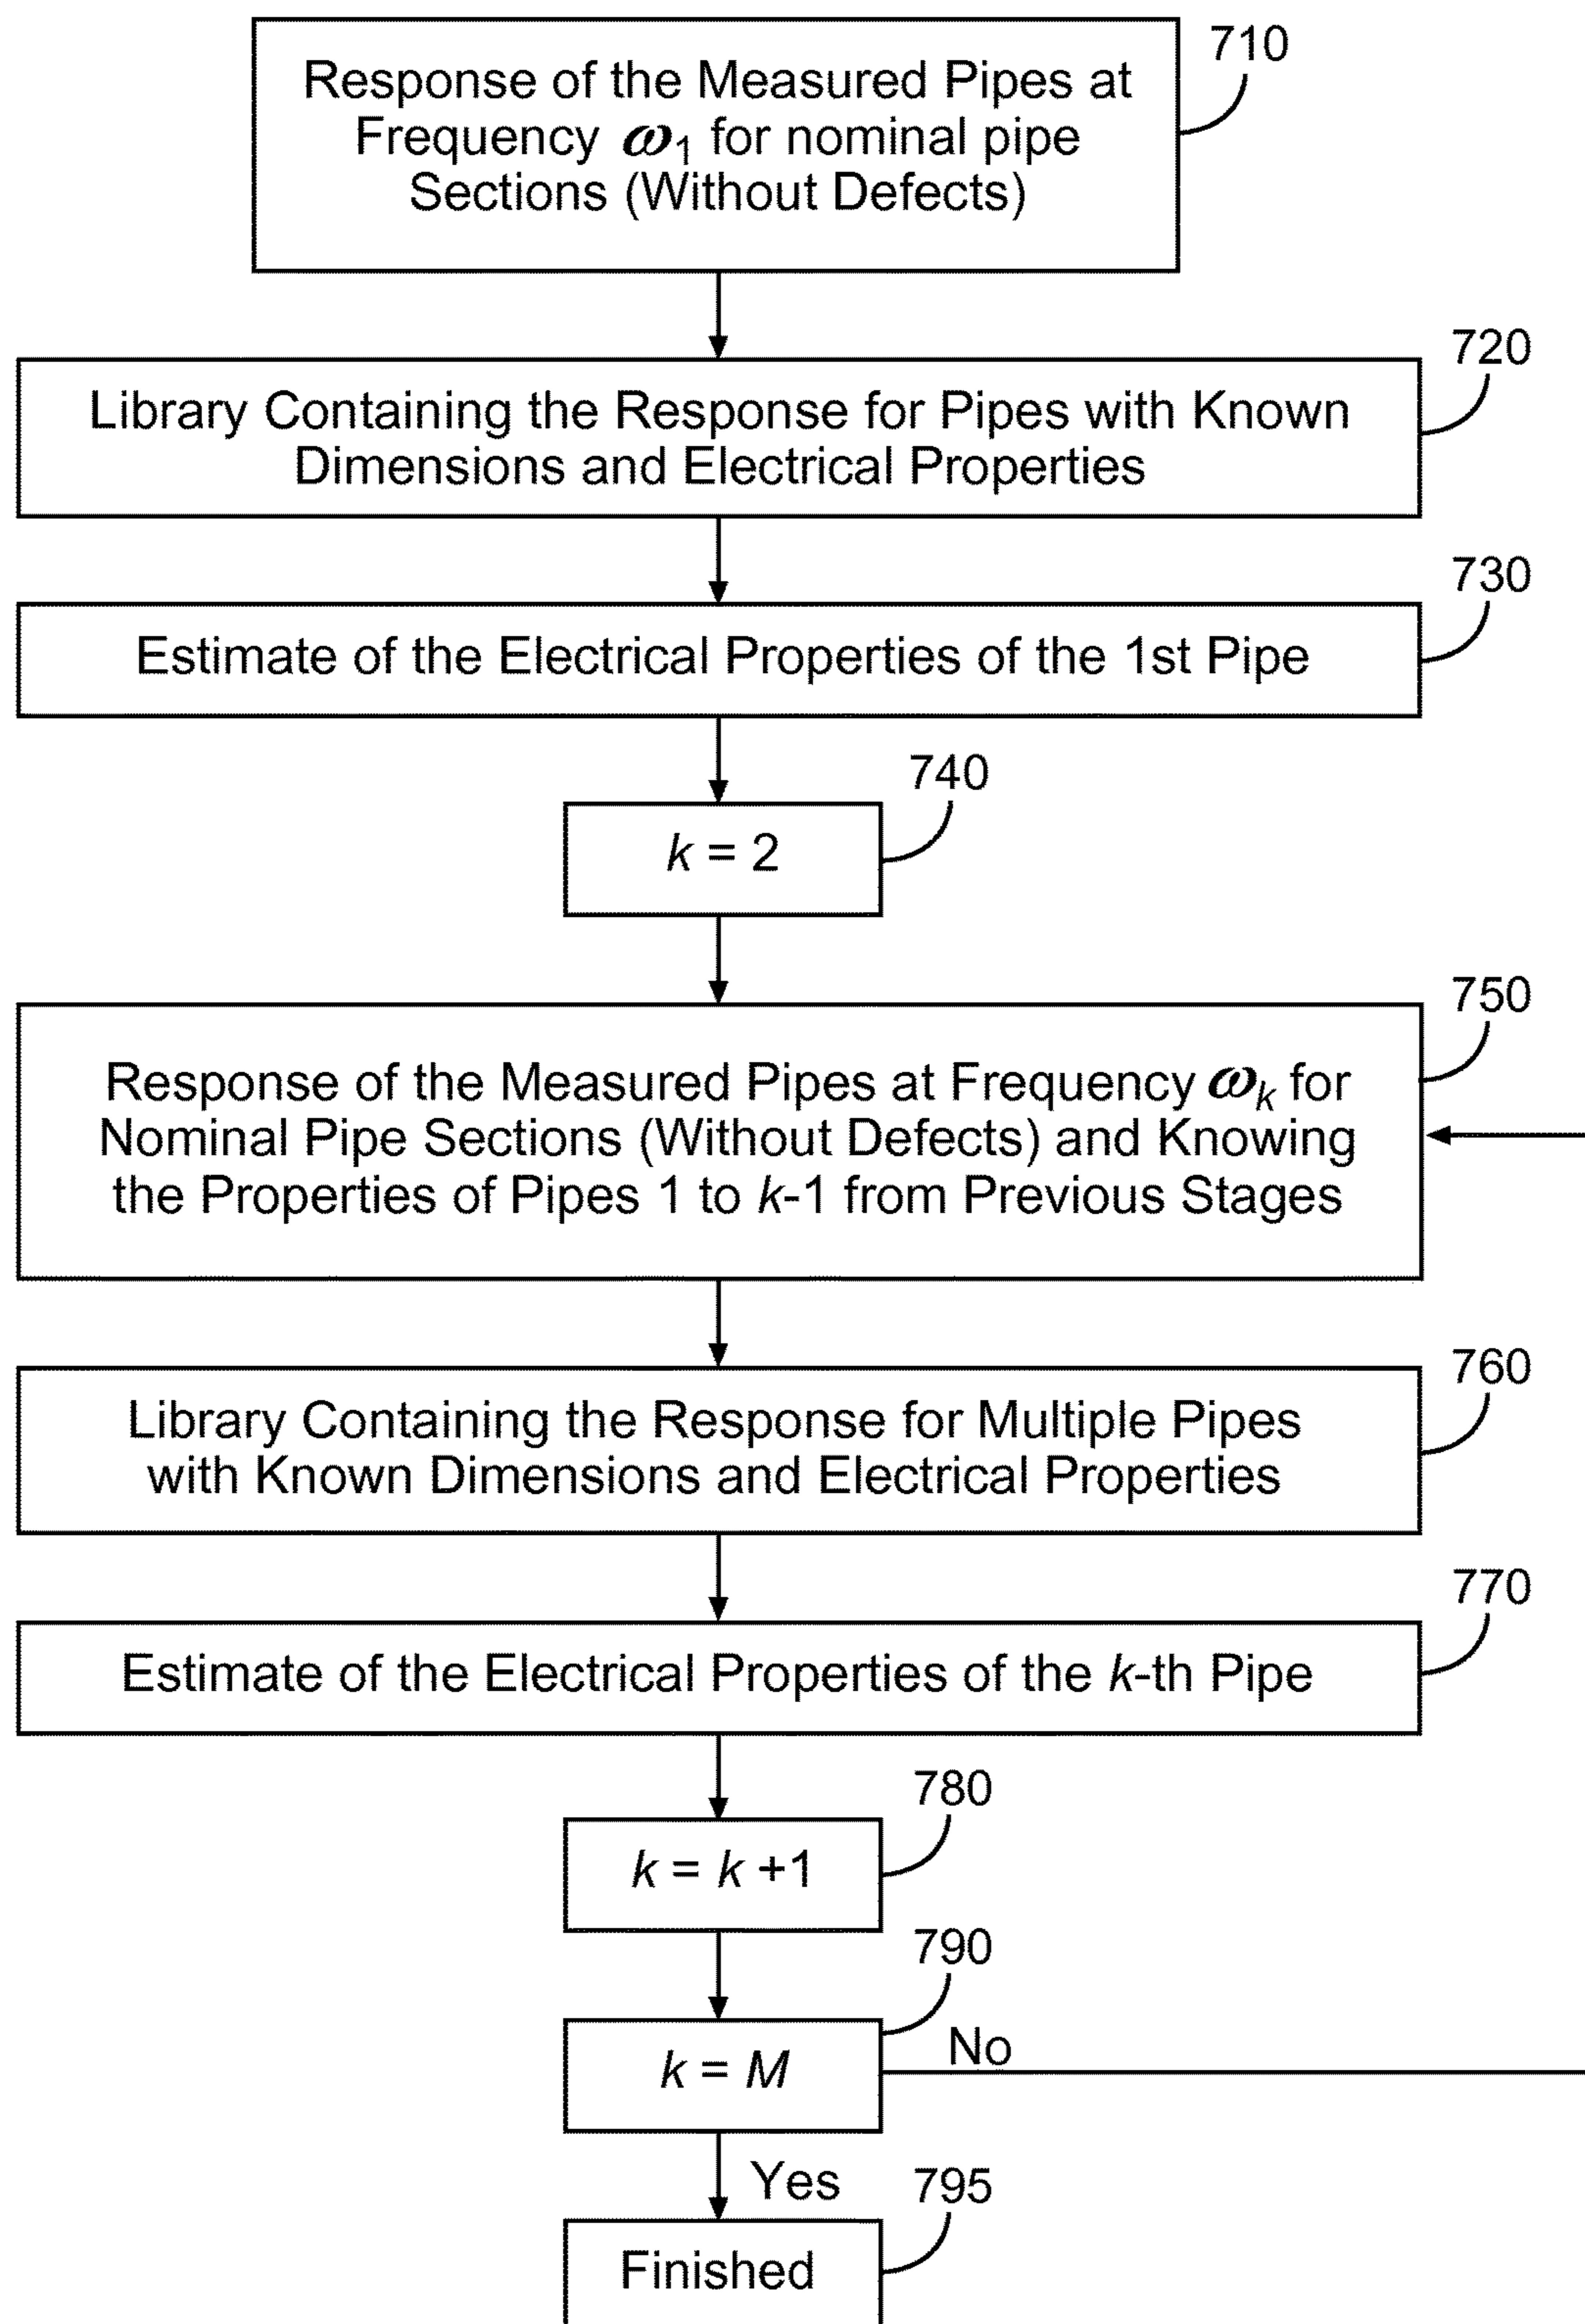 Response of the Measured Pipes at
Frequency ω1 for nominal pipe
Sections (Without Defects)
710
Library Containing the Response for Pipes with Known
Dimensions and Electrical Properties
720
Estimate of the Electrical Properties of the 1st Pipe
730
k = 2
740
Response of the Measured Pipes at Frequency ωk for
Nominal Pipe Sections (Without Defects) and Knowing
the Properties of Pipes 1 to k-1 from Previous Stages
750
Library Containing the Response for Multiple Pipes
with Known Dimensions and Electrical Properties
760
Estimate of the Electrical Properties of the k-th Pipe
770
k = k +1
780
k = M
790
No
Yes
Finished
795